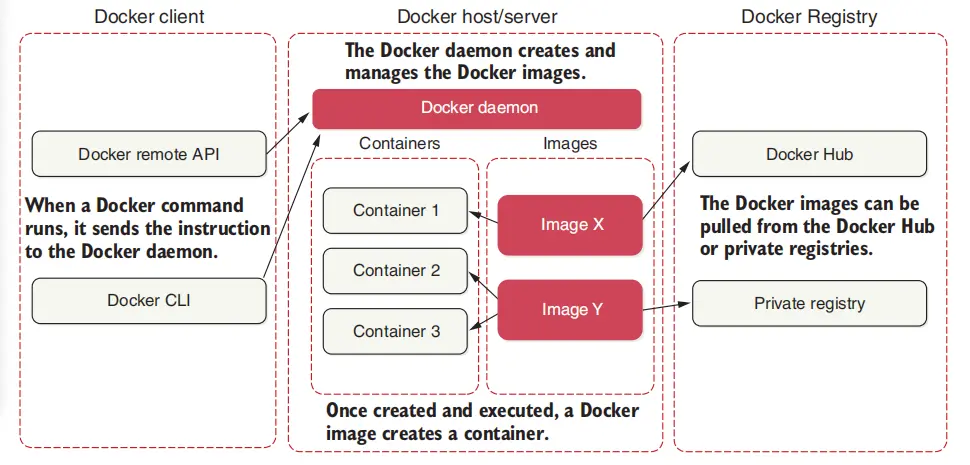 Docker client
Docker host/server
Docker Registry
The Docker daemon creates and
manages the Docker images.
Docker daemon
Docker remote API
When a Docker command
runs, it sends the instruction
to the Docker daemon.
Docker CLI
Containers
Images
Container 1
Container 2
Container 3
Image X
Image Y
Once created and executed, a Docker
image creates a container.
Docker Hub
The Docker images can be
pulled from the Docker Hub
or private registries.
Private registry